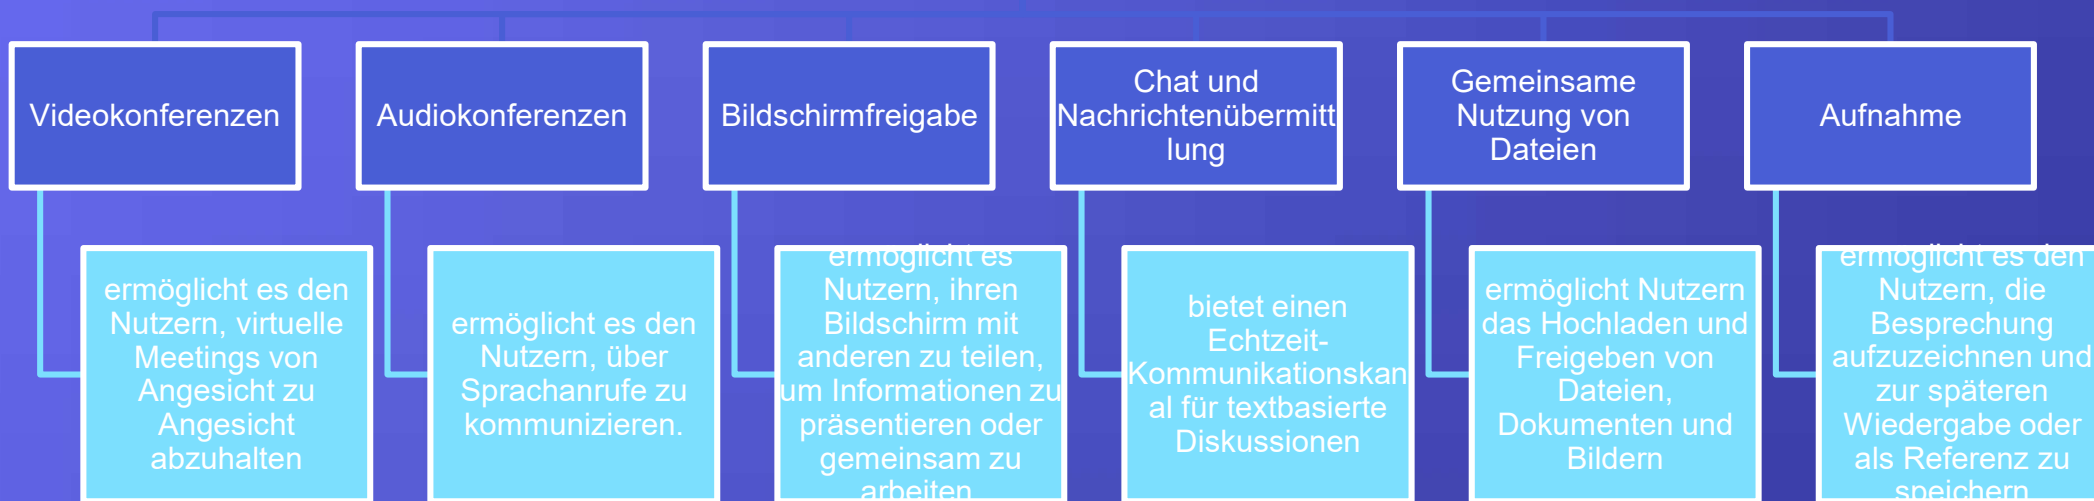 Videokonferenzen
ermöglicht es den
Nutzern, virtuelle
Meetings von
Angesicht zu
Angesicht
abzuhalten
Audiokonferenzen
ermöglicht es den
Nutzern, über
Sprachanrufe zu
kommunizieren.
Bildschirmfreigabe
ermöglicht es
Nutzern, ihren
Bildschirm mit
anderen zu teilen,
um Informationen zu
präsentieren oder
gemeinsam zu
arbeiten
Chat und
Nachrichtenübermitt
lung
bietet einen
Echtzeit-
Kommunikationskan
al für textbasierte
Diskussionen
Gemeinsame
Nutzung von
Dateien
ermöglicht Nutzern
das Hochladen und
Freigeben von
Dateien,
Dokumenten und
Bildern
Aufnahme
ermöglicht es den
Nutzern, die
Besprechung
aufzuzeichnen und
zur späteren
Wiedergabe oder
als Referenz zu
speichern